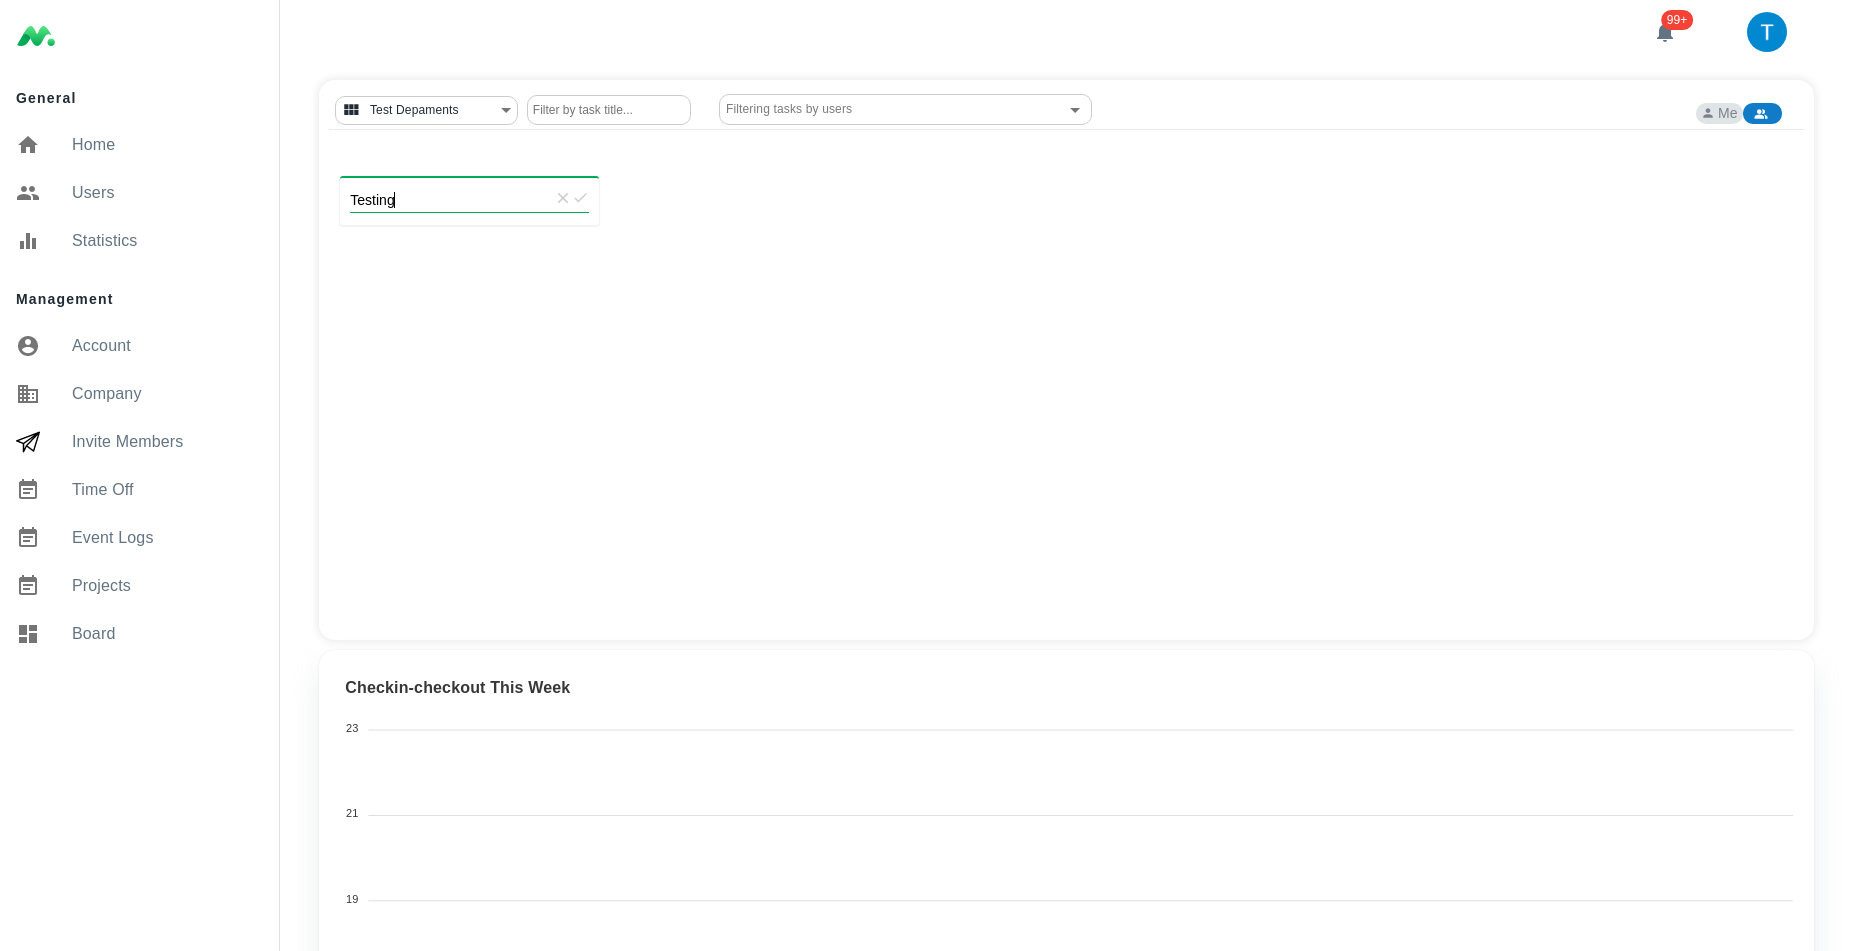 99+
T
General
Home
Users
Statistics
Management
Account
Company
Invite Members
Time Off
Event Logs
Projects
Board
Test Depaments
Filter by task title...
Filtering tasks by users
Me
Testing
Checkin-checkout This Week
23
21
19